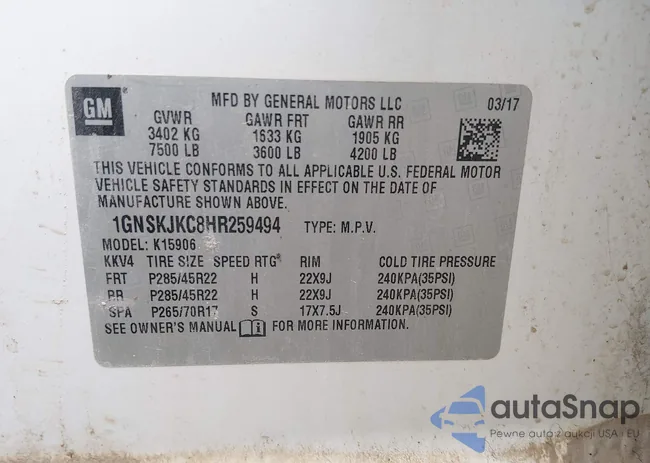 GM
MFD BY GENERAL MOTORS LLC 03/17
GVWR GAWR FRT GAWR RR
3402 KG 1633 KG 1905 KG
7500 LB 3600 LB 4200 LB
THIS VEHICLE CONFORMS TO ALL APPLICABLE U.S. FEDERAL MOTOR
VEHICLE SAFETY STANDARDS IN EFFECT ON THE DATE OF
MANUFACTURE SHOWN ABOVE.
1GNSKJKC8HR259494 TYPE: M.P.V.
MODEL: K15906
KKV4 TIRE SIZE SPEED RTG® RIM COLD TIRE PRESSURE
FRT P285/45R22 H 22X9J 240KPA(35PSI)
RR P285/45R22 H 22X9J 240KPA(35PSI)
SPA P265/70R17 S 17X7.5J 240KPA(35PSI)
SEE OWNER'S MANUAL FOR MORE INFORMATION.
autaSnap
Pewne auto z aukcji USA i EU